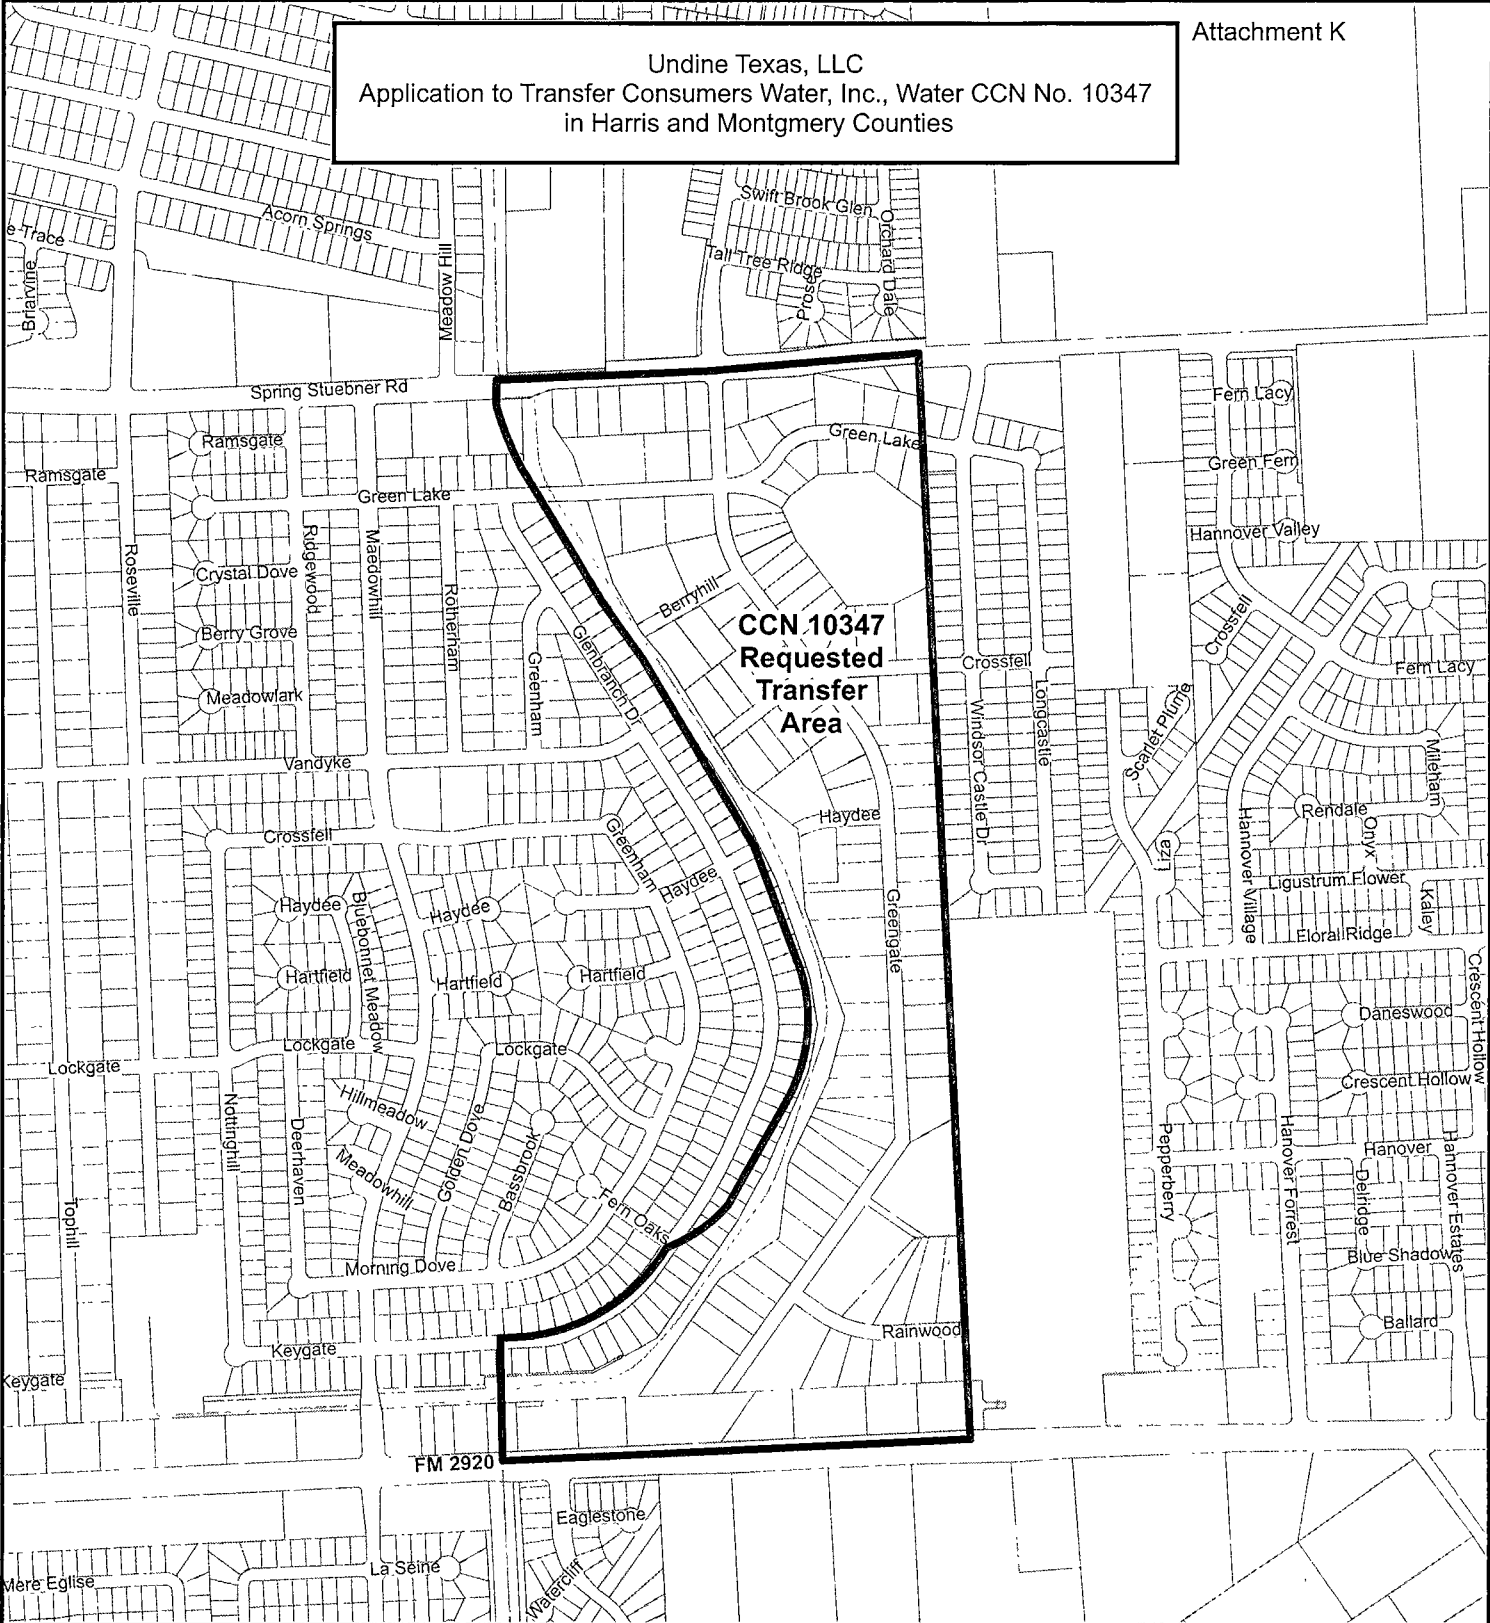 Attachment K
Undine Texas, LLC
Application to Transfer Consumers Water, Inc., Water CCN No. 10347
in Harris and Montgmery Counties
Swift Brook Glen
Orchard Dale
Acorn Springs
e Trace
Tall Tree Ridge
Prose
Briarvine
Meadow Hill
Spring Stuebner Rd
Fern Lacy
Ramsgate
Green Lake
Ramsgate
Green Fern
Green Lake
Hannover Valley
Roseville
Ridgewood
Maedowhill
Rotherham
Crystal Dove
Berryhill
CCN 10347
Requested
Transfer
Area
Berry Grove
Glenbranch Dr
Greenham
Crossfell
Crossfell
Fern Lacy
Meadowlark
Longcastle
Windsor Castle Dr
Scarlet Plume
Mileham
Vandyke
Haydee
Rendale
Onyx
Crossfell
Greenham
Liza
Hannover Village
Haydee
Ligustrum Flower
Kaley
Haydee
Bluebonnet Meadow
Haydee
Greengate
Floral Ridge
Hartfield
Hartfield
Hartfield
Crescent Hollow
Daneswood
Lockgate
Lockgate
Lockgate
Crescent Hollow
Hillmeadow
Nottinghill
Deerhaven
Golden Dove
Bassbrook
Pepperberry
Hanover Forrest
Hanover
Delridge
Hannover Estates
Meadowhill
Tophill
Fern Oaks
Blue Shadow
Morning Dove
Ballard
Rainwood
Keygate
Keygate
FM 2920
Eaglestone
La Seine
Mere Eglise
Watercliff